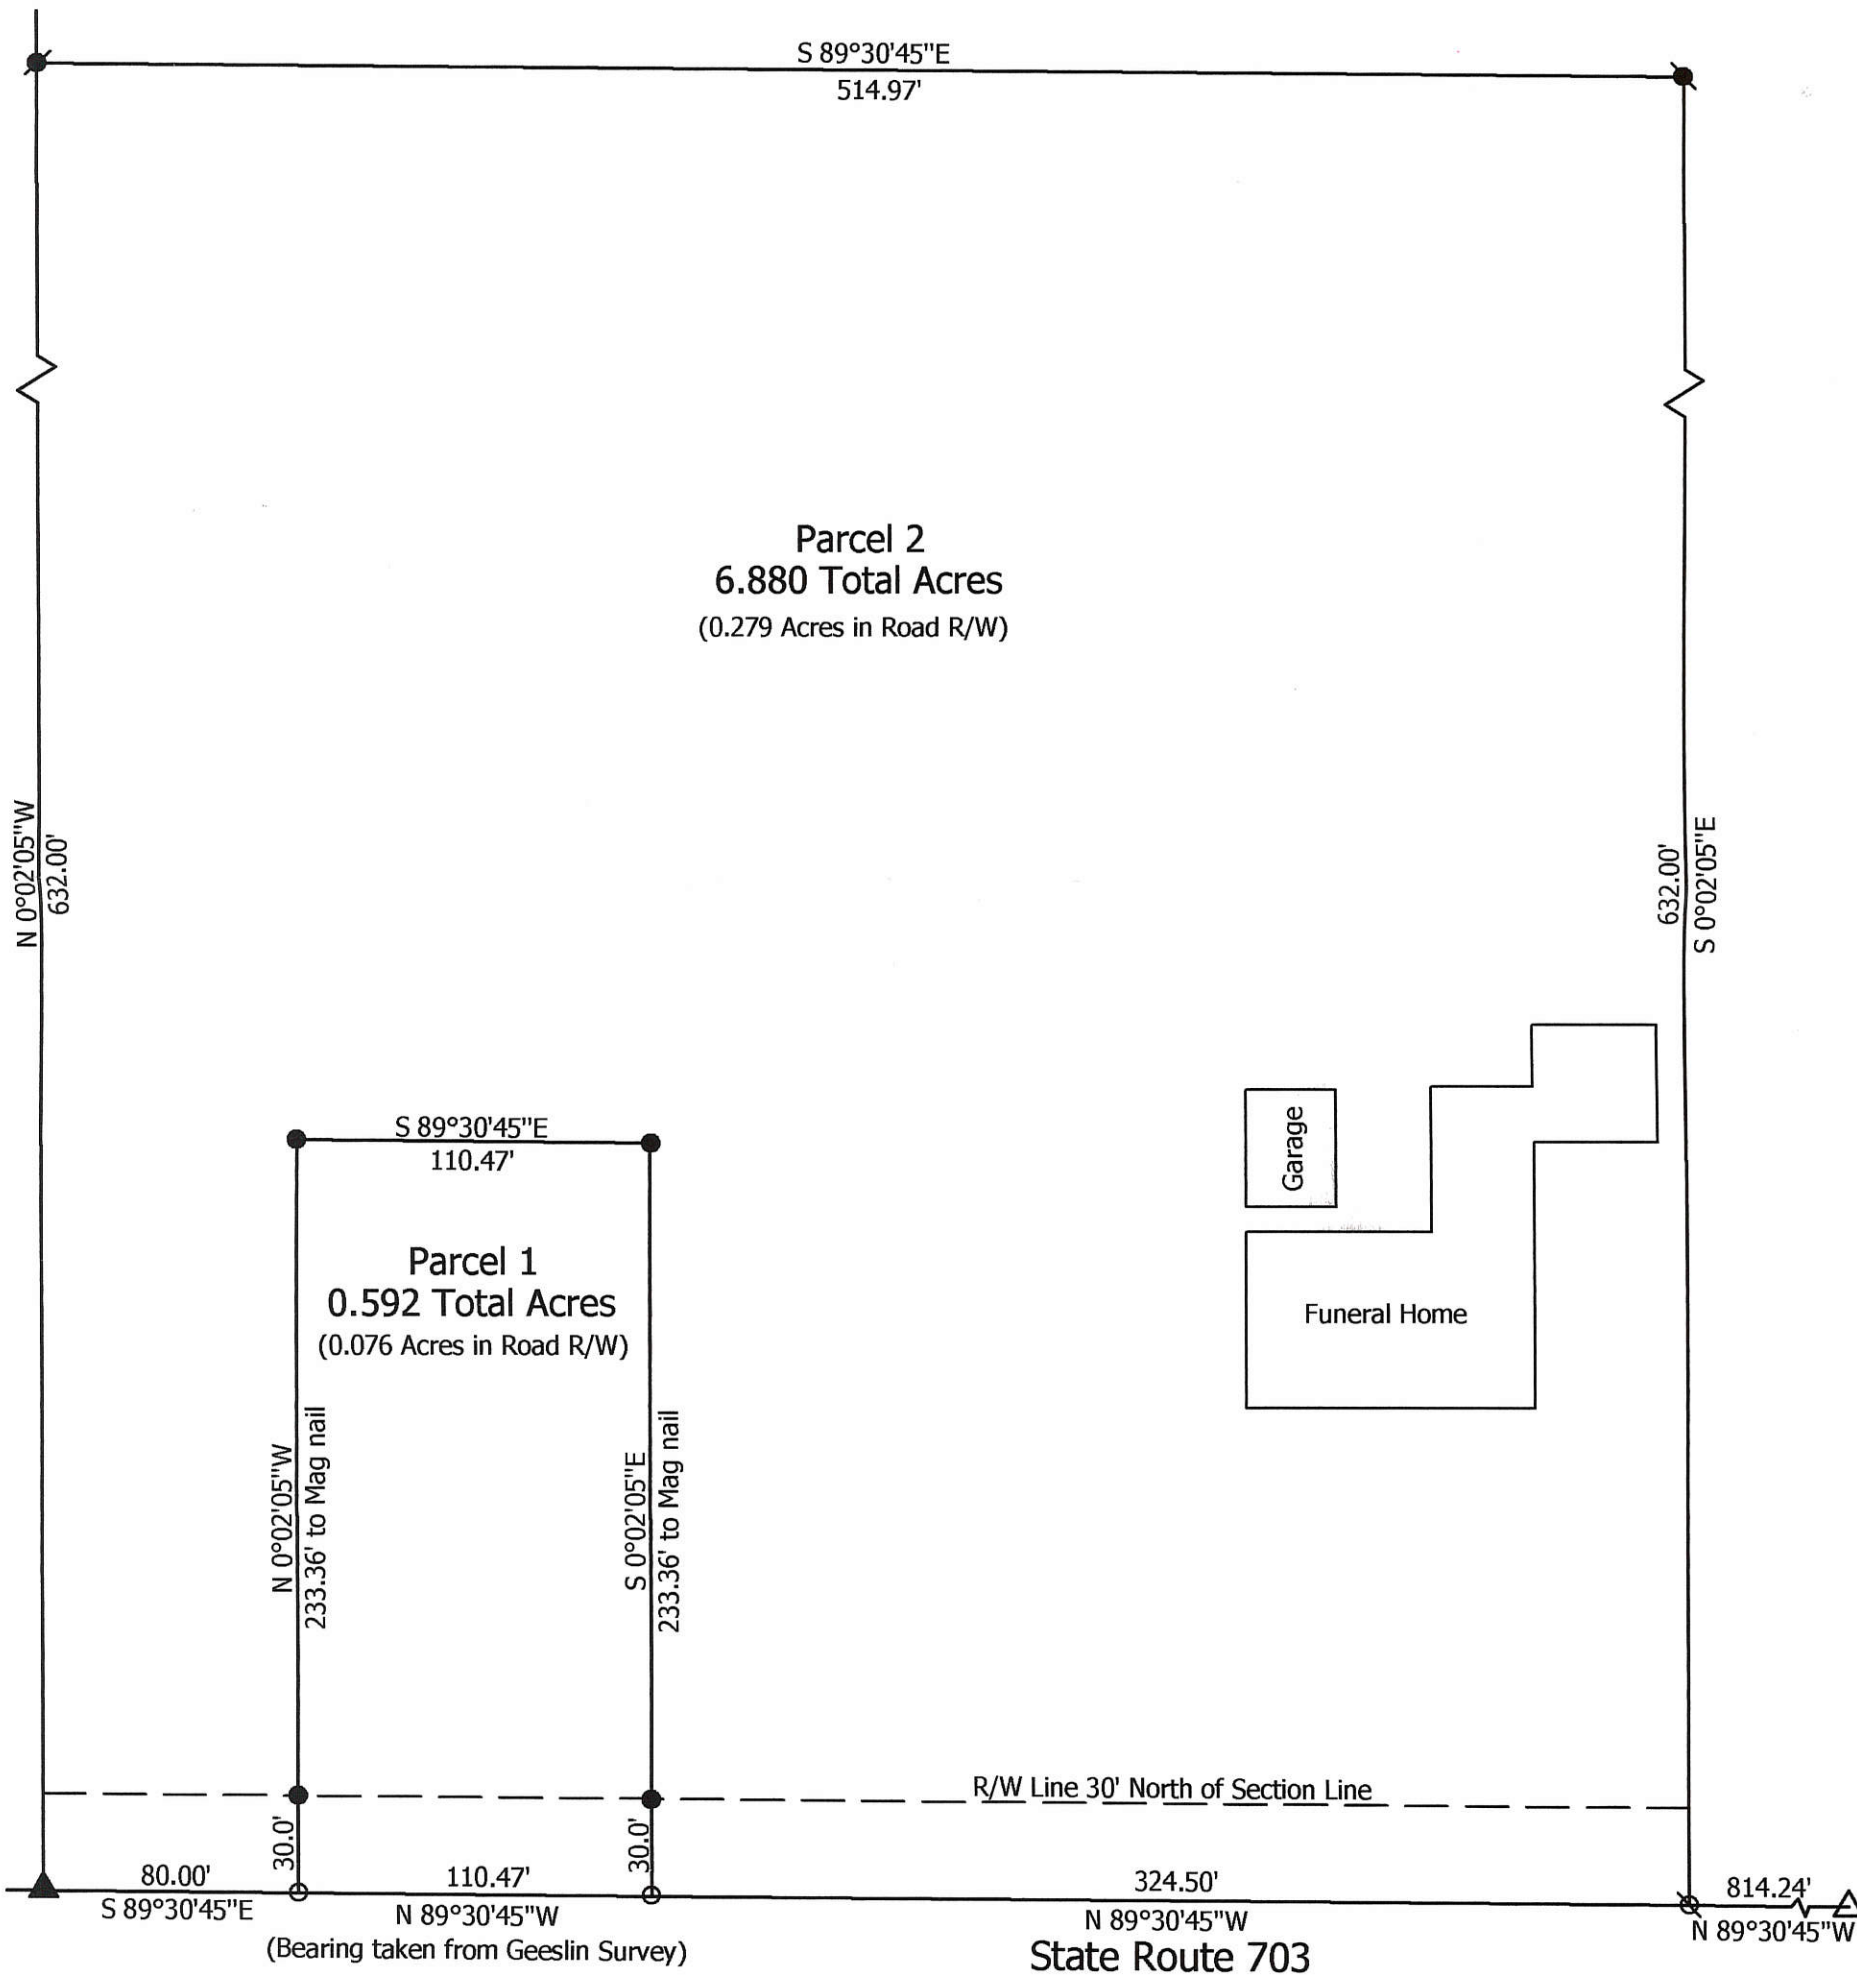 S 89°30'45"E
514.97'
Parcel 2
6.880 Total Acres
(0.279 Acres in Road R/W)
N 0°02'05"W
632.00'
632.00'
S 0°02'05"E
S 89°30'45"E
110.47'
Garage
Parcel 1
0.592 Total Acres
(0.076 Acres in Road R/W)
Funeral Home
N 0°02'05"W
233.36' to Mag nail
S 0°02'05"E
233.36' to Mag nail
R/W Line 30' North of Section Line
30.0'
30.0'
80.00'
S 89°30'45"E
110.47'
N 89°30'45"W
324.50'
N 89°30'45"W
814.24'
N 89°30'45"W
(Bearing taken from Geeslin Survey)
State Route 703